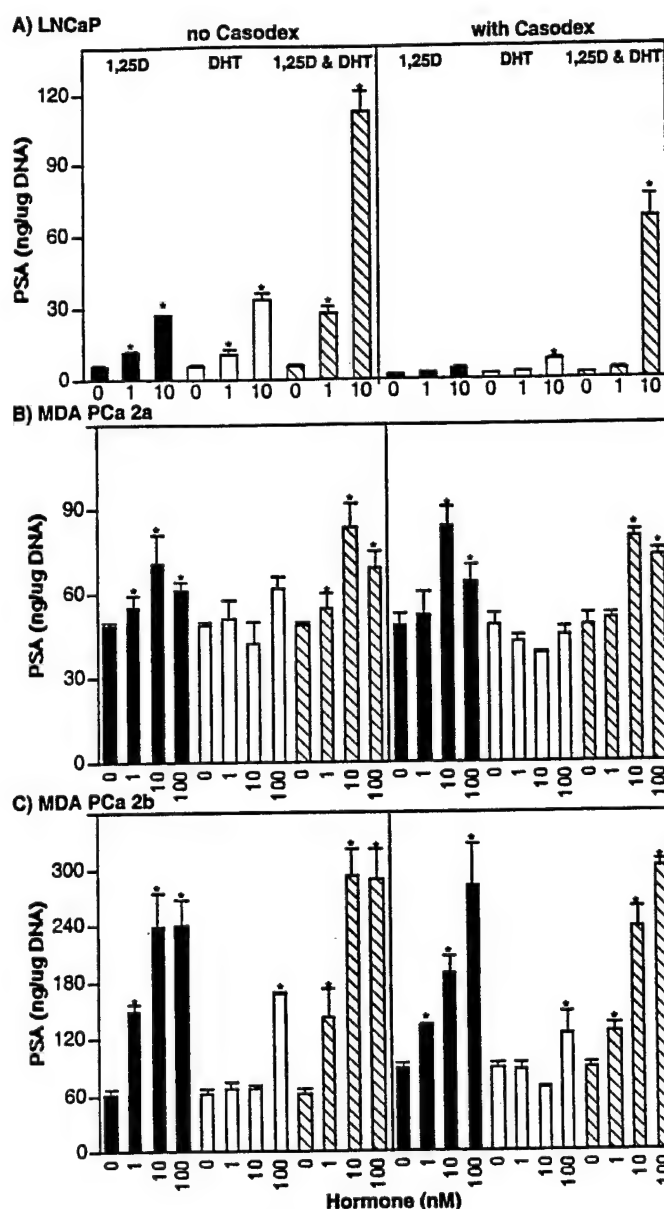 A) LNCaP
no Casodex
with Casodex
1,25D DHT 1,25D & DHT
1,25D DHT 1,25D & DHT
PSA (ng/ug DNA)
120
90
60
30
0
0 1 10 0 1 10 0 1 10
0 1 10 0 1 10 0 1 10
B) MDA PCa 2a
PSA (ng/ug DNA)
90
60
30
0
0 1 10 100 0 1 10 100 0 1 10 100
0 1 10 100 0 1 10 100 0 1 10 100
C) MDA PCa 2b
PSA (ng/ug DNA)
300
240
180
120
60
0
0 1 10 100 0 1 10 100 0 1 10 100
0 1 10 100 0 1 10 100 0 1 10 100
Hormone (nM)